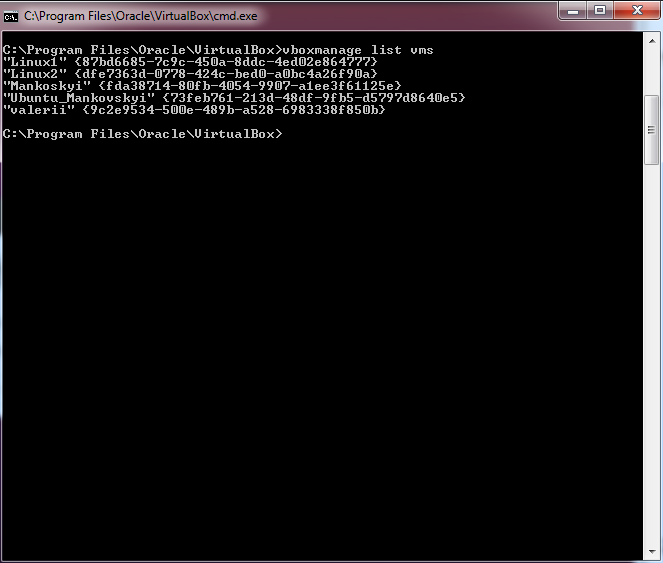 C:\Program Files\Oracle\VirtualBox\cmd.exe
C:\Program Files\Oracle\VirtualBox>vboxmanage list vms
"Linux1" {87bd6685-7c9c-450a-8ddc-4ed02e864777}
"Linux2" {dfe7363d-0778-424c-bed0-a0bc4a26f90a}
"Mankoskyi" {fda38714-80fb-4054-9907-a1ee3f61125e}
"Ubuntu_Mankovskyi" {73feb761-213d-48df-9fb5-d5797d8640e5}
"valerii" {9c2e9534-500e-489b-a528-6983338f850b}
C:\Program Files\Oracle\VirtualBox>